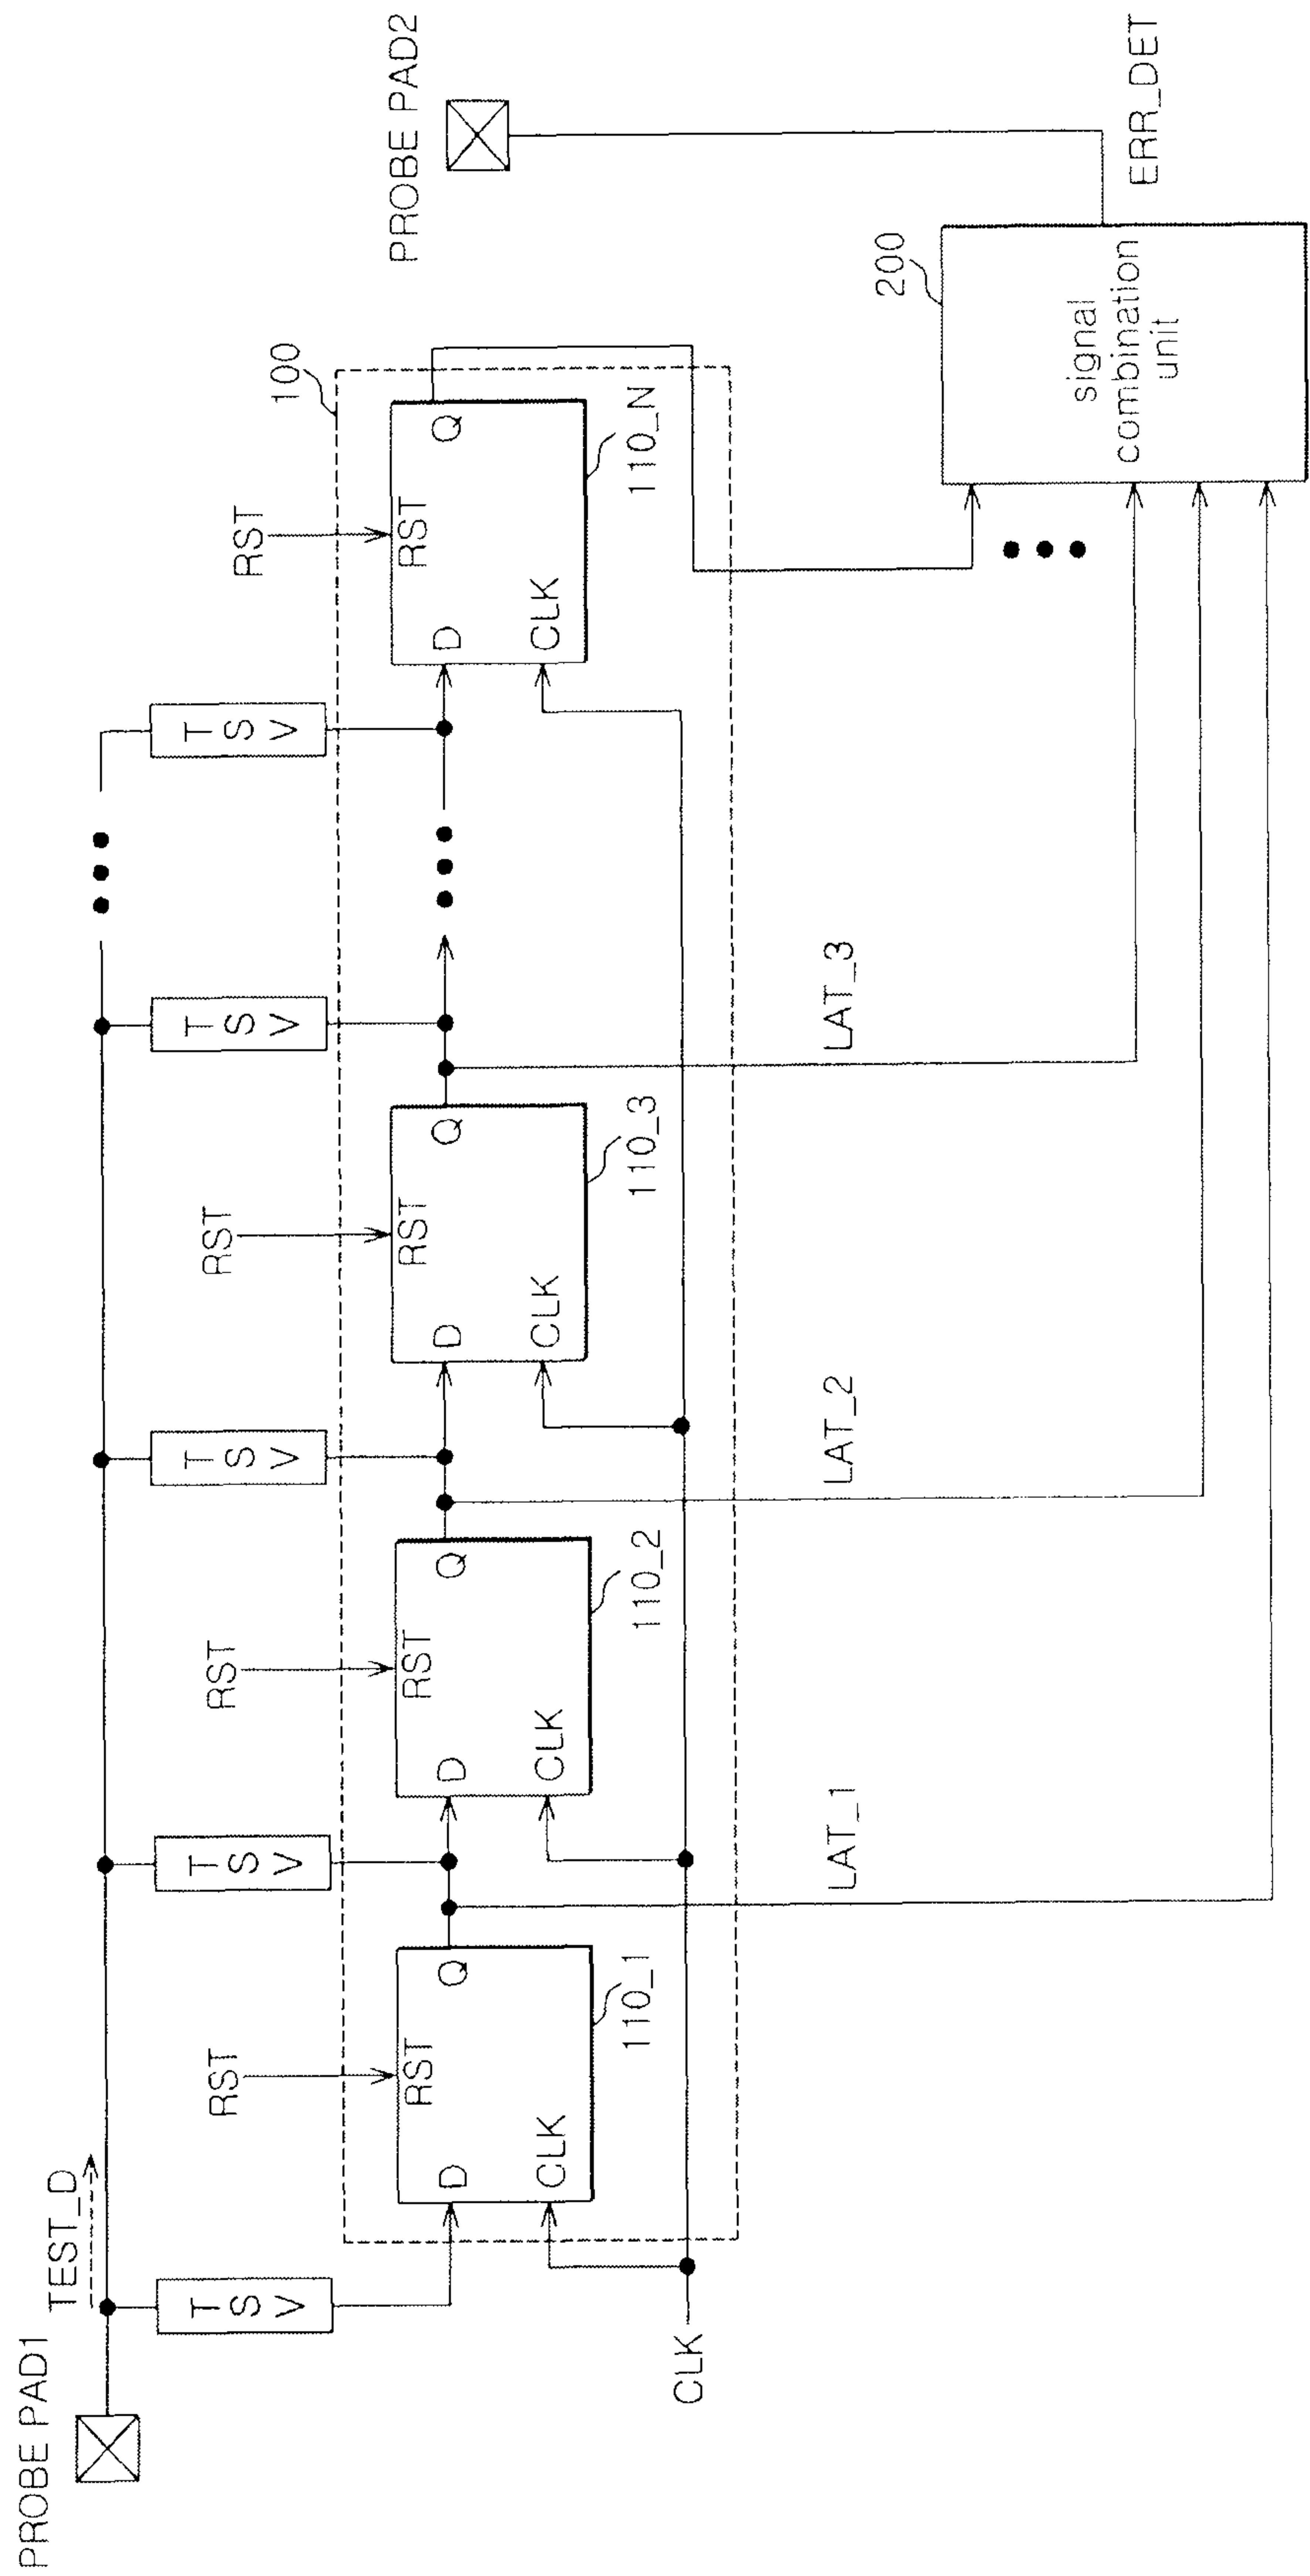 PROBE PAD1
TEST_D
TSV
TSV
TSV
TSV
TSV
PROBE PAD2
RST
RST
RST
RST
100
D
RST
Q
CLK
110_1
D
RST
Q
CLK
110_2
D
RST
Q
CLK
110_3
D
RST
Q
CLK
110_N
CLK
LAT_1
LAT_2
LAT_3
200
signal
combination
unit
ERR_DET